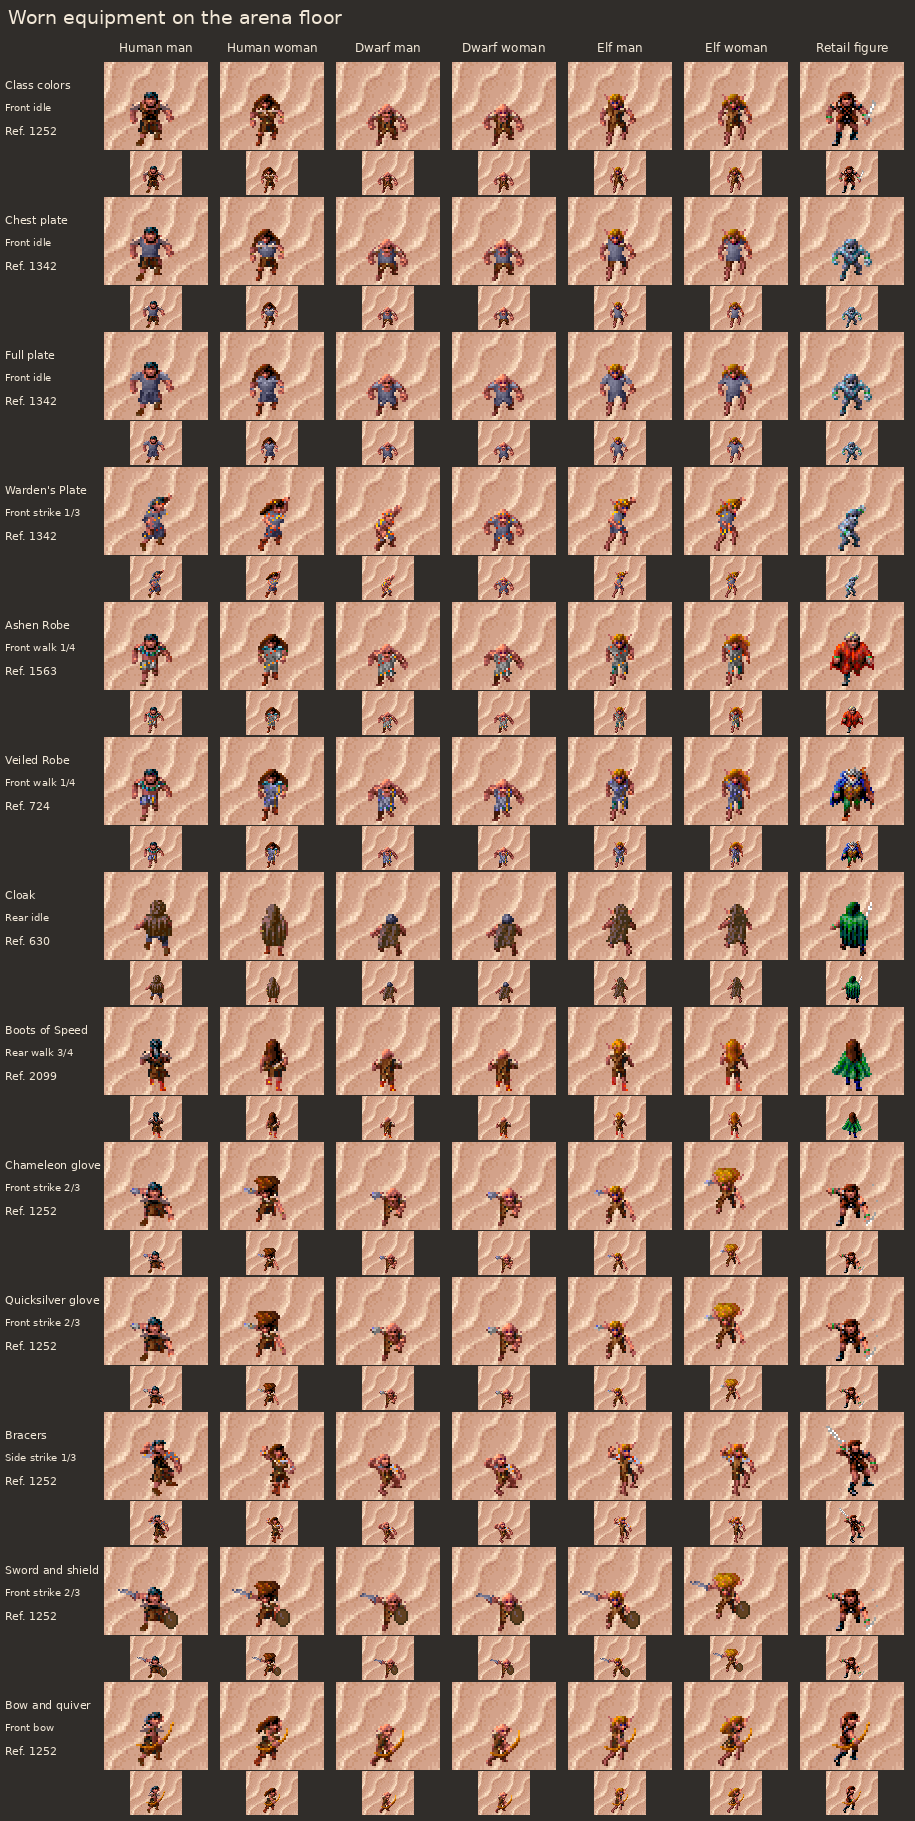 Worn equipment on the arena floor
Human man Human woman Dwarf man Dwarf woman Elf man Elf woman Retail figure
Class colors
Front idle
Ref. 1252
Chest plate
Front idle
Ref. 1342
Full plate
Front idle
Ref. 1342
Warden's Plate
Front strike 1/3
Ref. 1342
Ashen Robe
Front walk 1/4
Ref. 1563
Veiled Robe
Front walk 1/4
Ref. 724
Cloak
Rear idle
Ref. 630
Boots of Speed
Rear walk 3/4
Ref. 2099
Chameleon glove
Front strike 2/3
Ref. 1252
Quicksilver glove
Front strike 2/3
Ref. 1252
Bracers
Side strike 1/3
Ref. 1252
Sword and shield
Front strike 2/3
Ref. 1252
Bow and quiver
Front bow
Ref. 1252